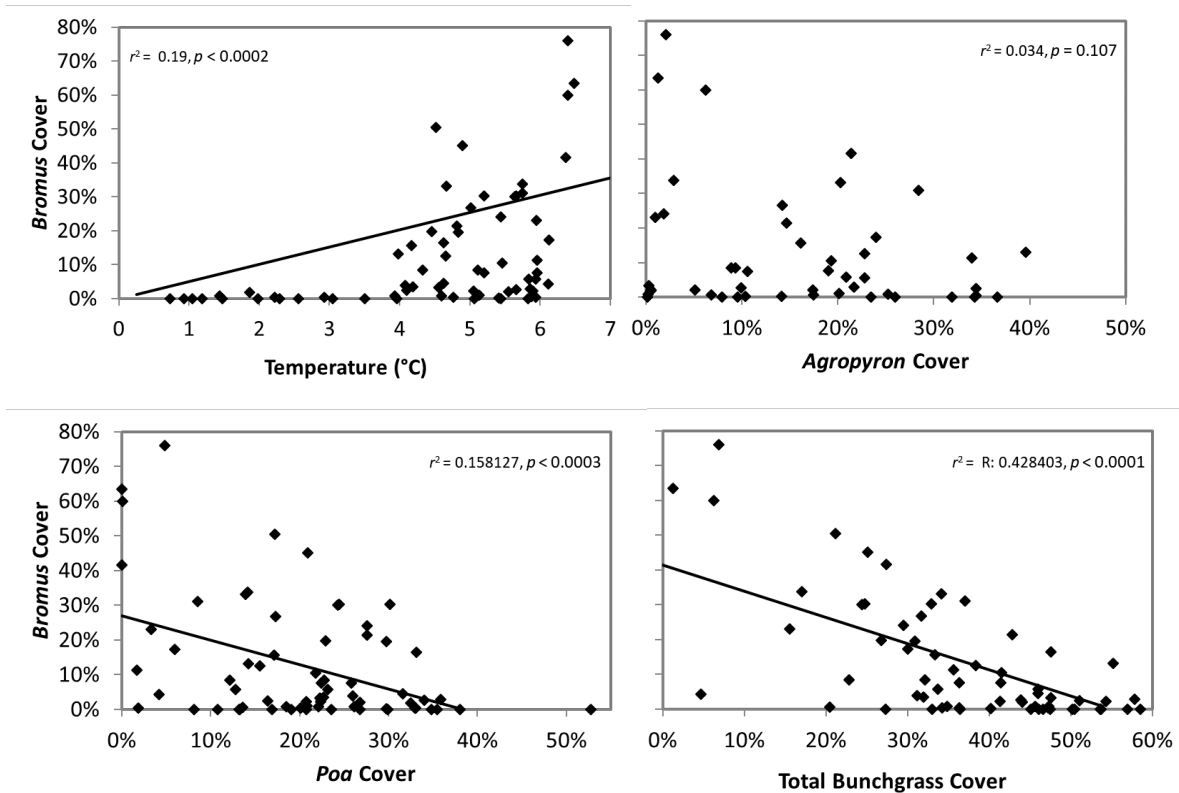 80%
70%
60%
50%
40%
30%
20%
10%
0%
Bromus Cover
r² = 0.19, p < 0.0002
0 1 2 3 4 5 6 7
Temperature (°C)
r² = 0.034, p = 0.107
0% 10% 20% 30% 40% 50%
Agropyron Cover
80%
70%
60%
50%
40%
30%
20%
10%
0%
Bromus Cover
r² = 0.158127, p < 0.0003
0% 10% 20% 30% 40% 50%
Poa Cover
r² = R: 0.428403, p < 0.0001
0% 10% 20% 30% 40% 50% 60%
Total Bunchgrass Cover